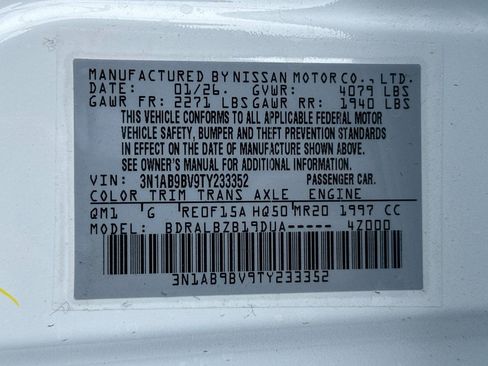 MANUFACTURED BY NISSAN MOTOR CO., LTD.
DATE: 01/26. GVWR: 4079 LBS
GAWR FR: 2271 LBS GAWR RR: 1940 LBS
THIS VEHICLE CONFORMS TO ALL APPLICABLE FEDERAL MOTOR
VEHICLE SAFETY, BUMPER AND THEFT PREVENTION STANDARDS
IN EFFECT ON THE DATE OF MANUFACTURE SHOWN ABOVE.
SEE OWNER'S MANUAL FOR ADDITIONAL INFORMATION.
VIN: 3N1AB9BV9TY233352 PASSENGER CAR.
COLOR TRIM TRANS AXLE ENGINE
QM1 G RE0F15A HQ50 MR20 1997 CC
MODEL: BDRALBZB19DUA----- 4Z000
3N1AB9BV9TY233352